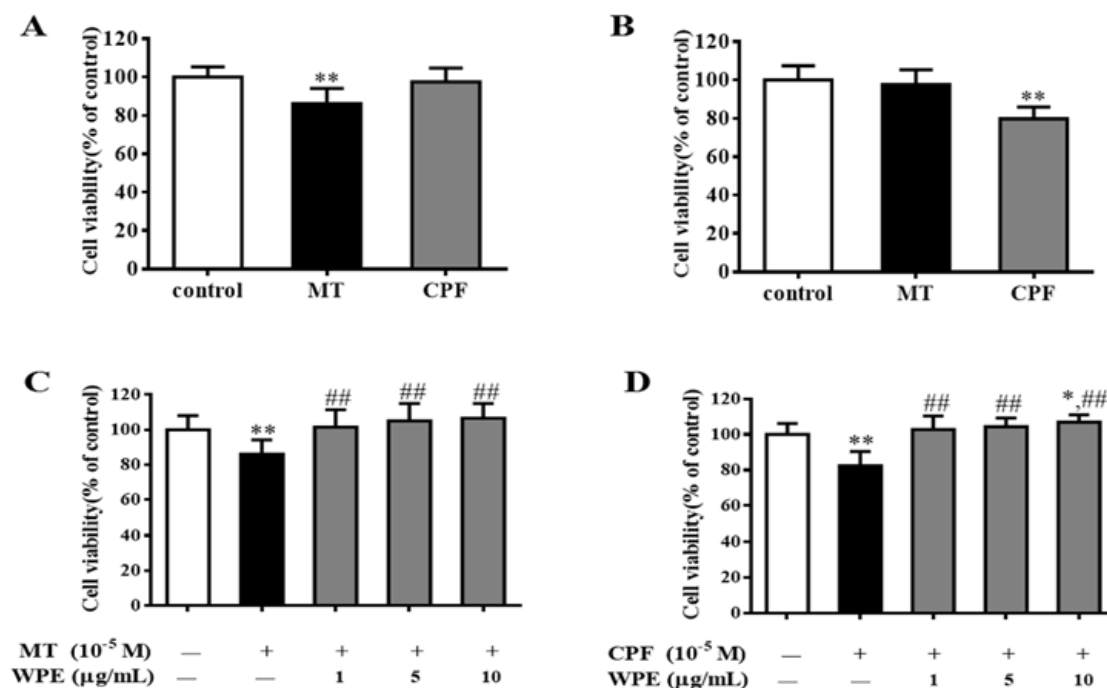 A
Cell viability(% of control)
120
100
80
60
40
20
0
**
control MT CPF
B
Cell viability(% of control)
120
100
80
60
40
20
0
**
control MT CPF
C
Cell viability(% of control)
120
100
80
60
40
20
0
** ## ## ##
MT (10⁻⁵ M) — + + + +
WPE (μg/mL) — — 1 5 10
D
Cell viability(% of control)
120
100
80
60
40
20
0
** ## ## *,##
CPF (10⁻⁵ M) — + + + +
WPE (μg/mL) — — 1 5 10